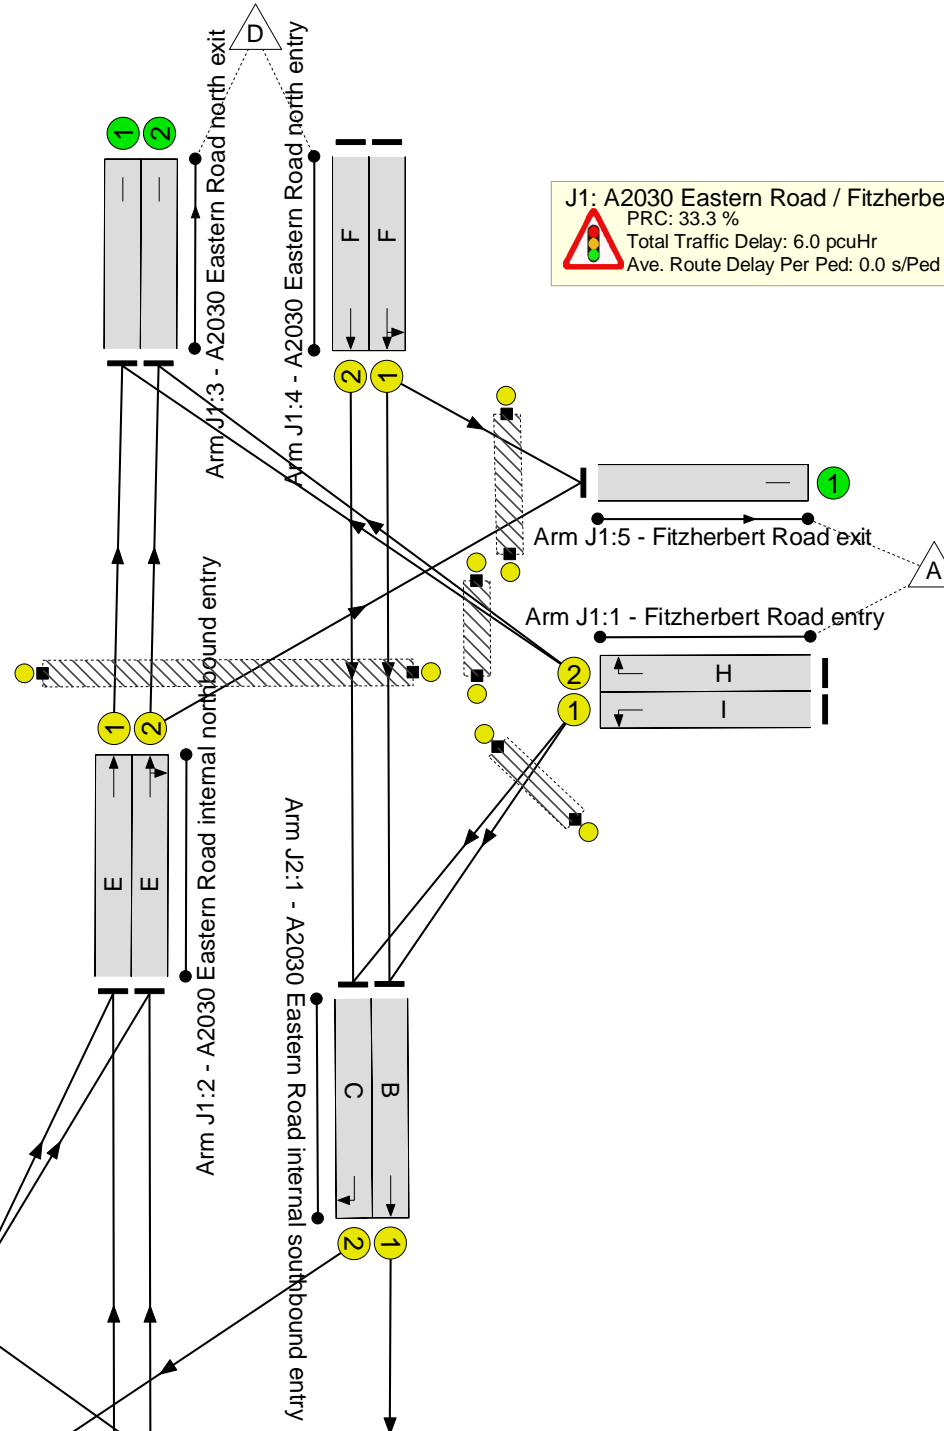 D
1
2
Arm J1:3 - A2030 Eastern Road north exit
Arm J1:4 - A2030 Eastern Road north entry
F
F
2
1
J1: A2030 Eastern Road / Fitzherbe
PRC: 33.3 %
Total Traffic Delay: 6.0 pcuHr
Ave. Route Delay Per Ped: 0.0 s/Ped
1
Arm J1:5 - Fitzherbert Road exit
A
Arm J1:1 - Fitzherbert Road entry
2
H
1
I
1
2
E
E
Arm J1:2 - A2030 Eastern Road internal northbound entry
Arm J2:1 - A2030 Eastern Road internal southbound entry
C
B
2
1